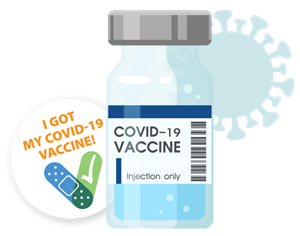 I GOT
MY COVID-19
VACCINE!
COVID-19
VACCINE
Injection only